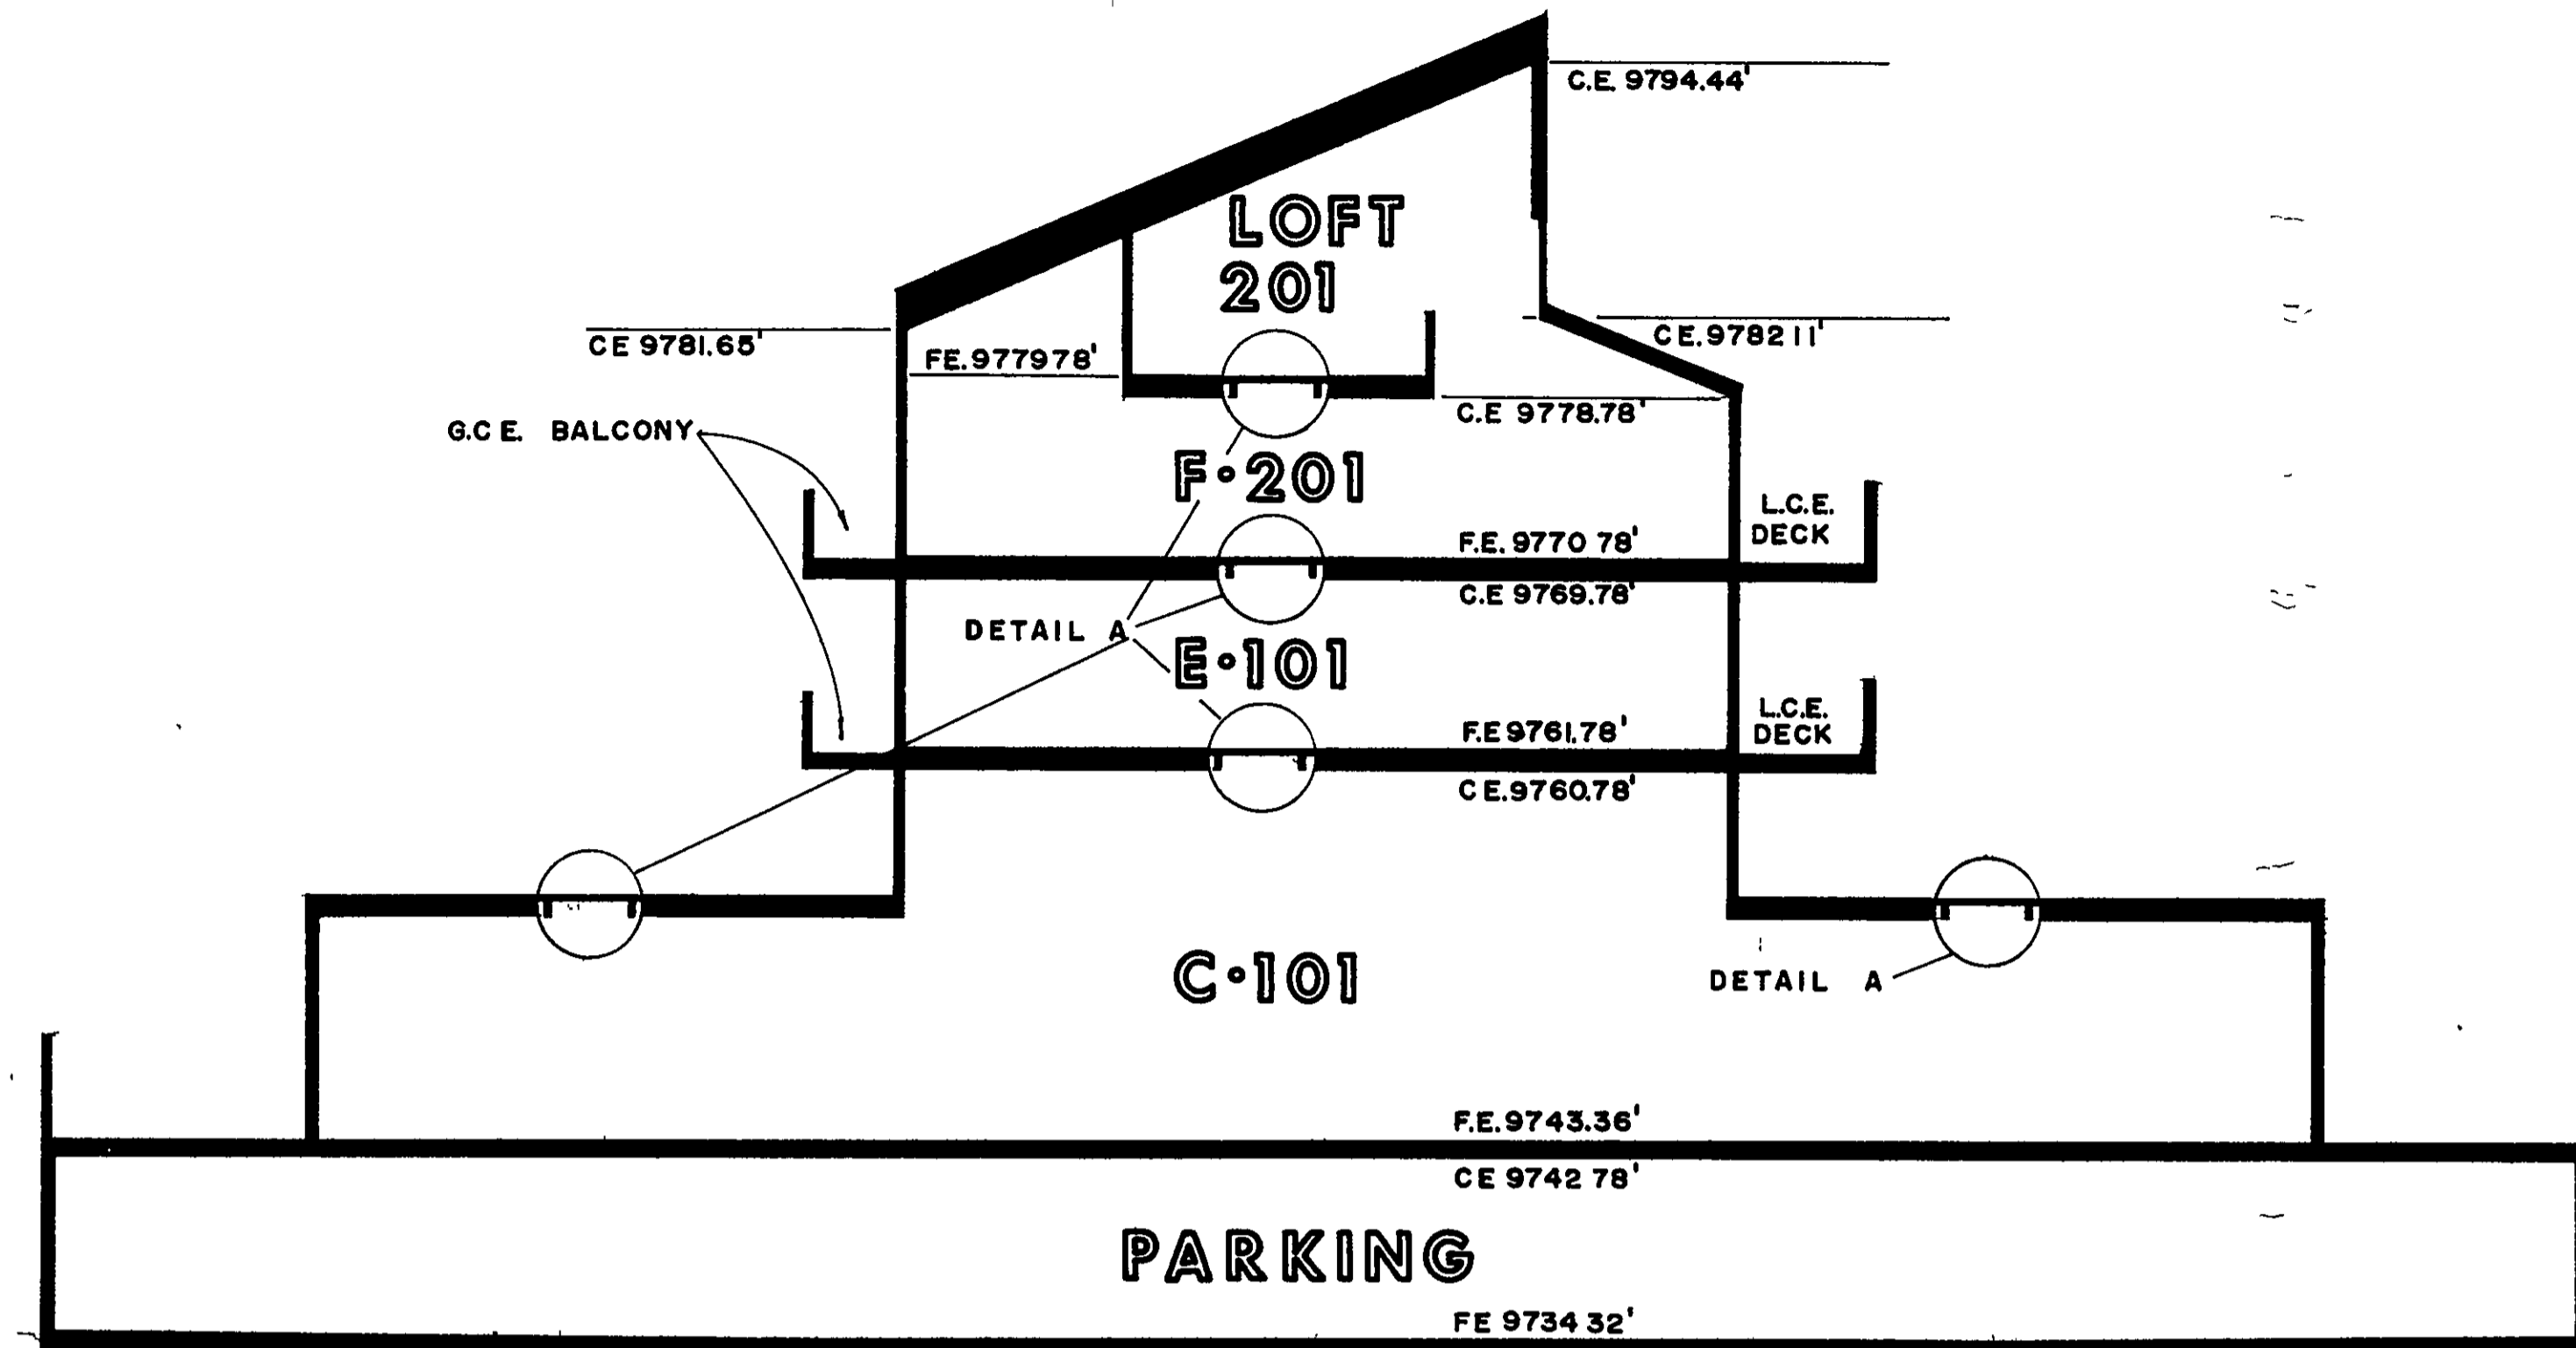 C.E. 9794.44'
LOFT
201
CE 9781.65'
CE. 9782 11'
FE. 9779 78'
C.E 9778.78'
G.C E. BALCONY
F•201
L.C.E.
DECK
F.E. 9770 78'
C.E 9769.78'
DETAIL A
E•101
L.C.E.
DECK
F.E 9761.78'
C E. 9760.78'
C•101
DETAIL A
F.E. 9743.36'
CE 9742 78'
PARKING
FE 9734 32'